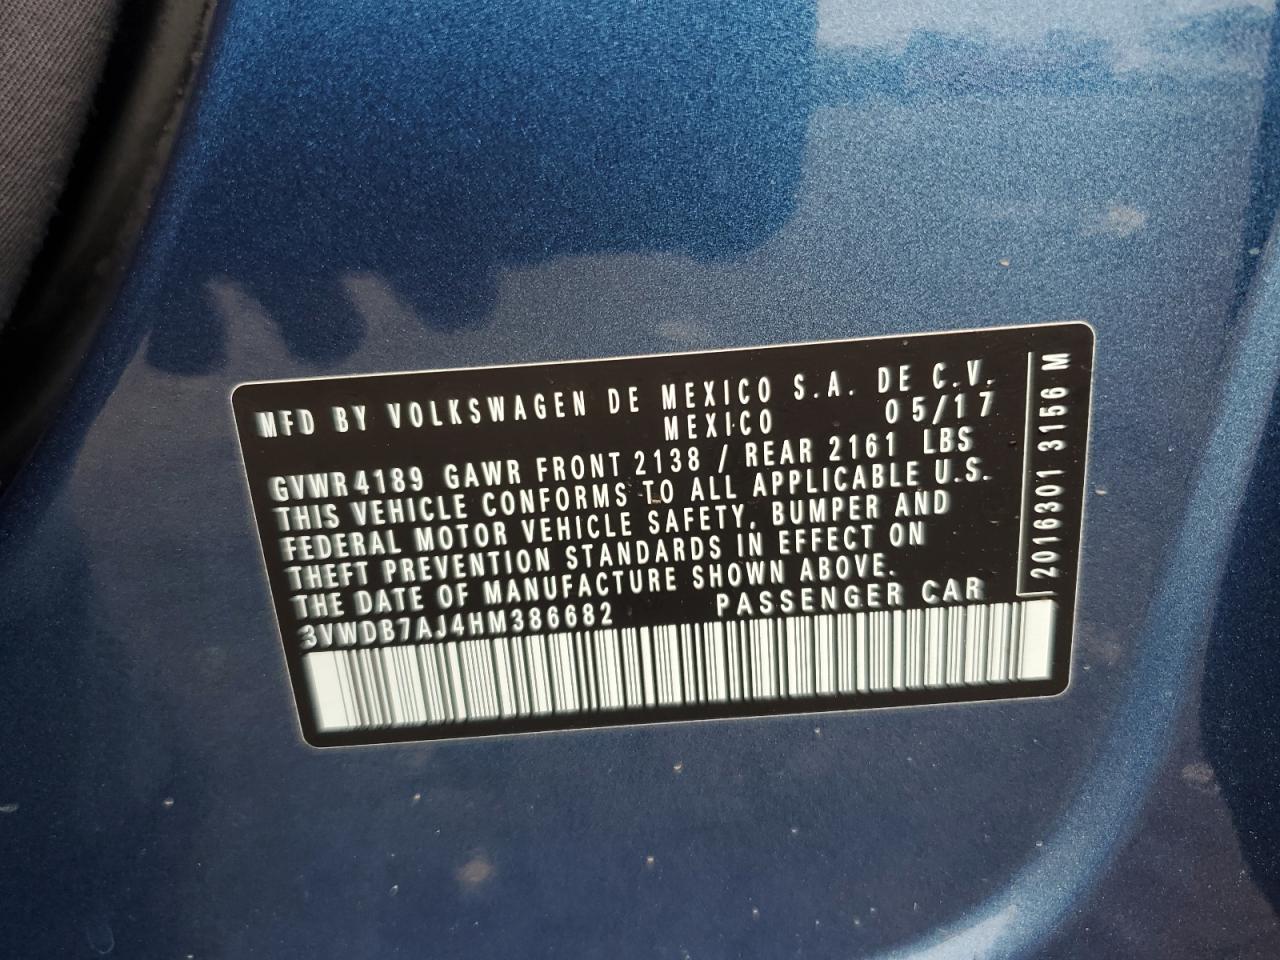 MFD BY VOLKSWAGEN DE MEXICO S.A. DE C.V.
MEXICO 05/17
GVWR 4189 GAWR FRONT 2138 / REAR 2161 LBS
THIS VEHICLE CONFORMS TO ALL APPLICABLE U.S.
FEDERAL MOTOR VEHICLE SAFETY, BUMPER AND
THEFT PREVENTION STANDARDS IN EFFECT ON
THE DATE OF MANUFACTURE SHOWN ABOVE.
3VWDB7AJ4HM386682 PASSENGER CAR
2016301 3156 M